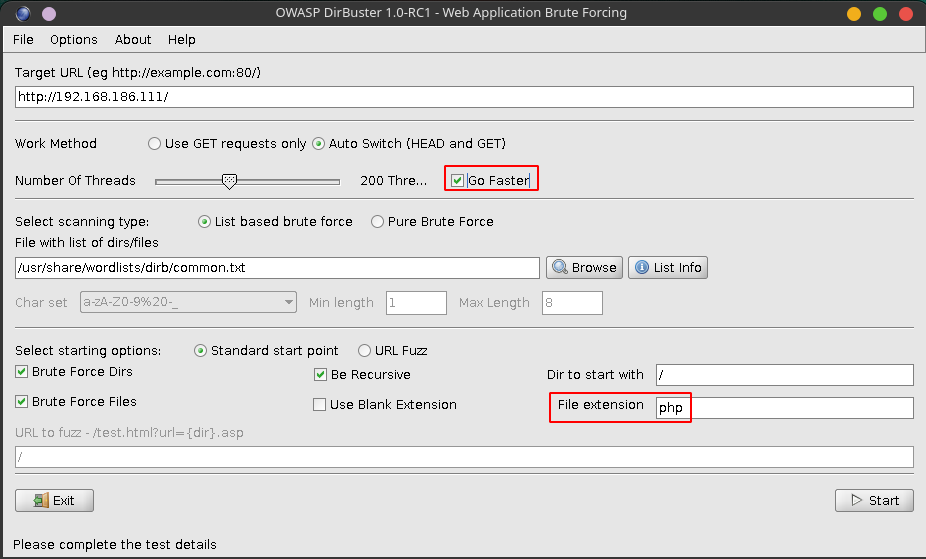 OWASP DirBuster 1.0-RC1 - Web Application Brute Forcing
File Options About Help
Target URL (eg http://example.com:80/)
http://192.168.186.111/
Work Method Use GET requests only Auto Switch (HEAD and GET)
Number Of Threads 200 Thre... Go Faster
Select scanning type: List based brute force Pure Brute Force
File with list of dirs/files
/usr/share/wordlists/dirb/common.txt Browse List Info
Char set a-zA-Z0-9%20-_ Min length 1 Max Length 8
Select starting options: Standard start point URL Fuzz
Brute Force Dirs Be Recursive Dir to start with /
Brute Force Files Use Blank Extension File extension php
URL to fuzz - /test.html?url={dir}.asp
/
Exit Start
Please complete the test details